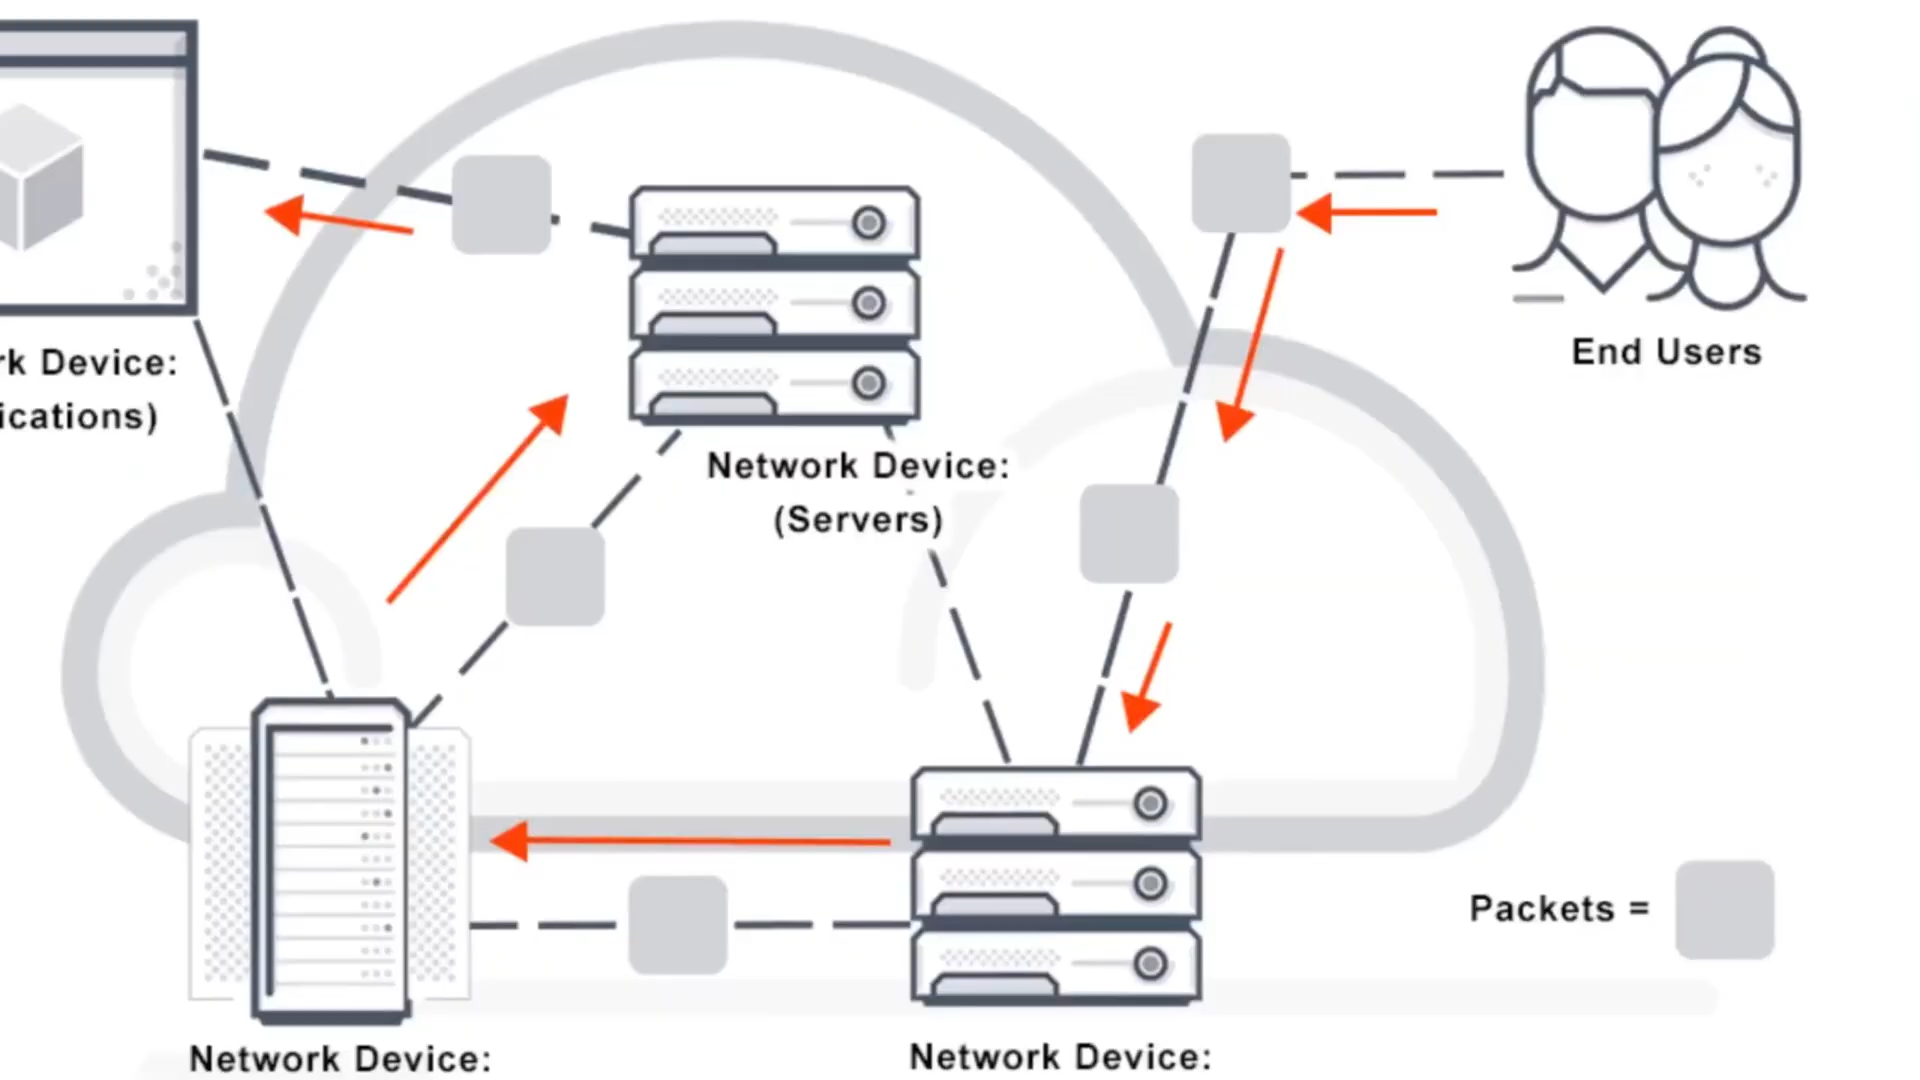 End Users
rk Device:
ications)
Network Device:
(Servers)
Packets =
Network Device:
Network Device: